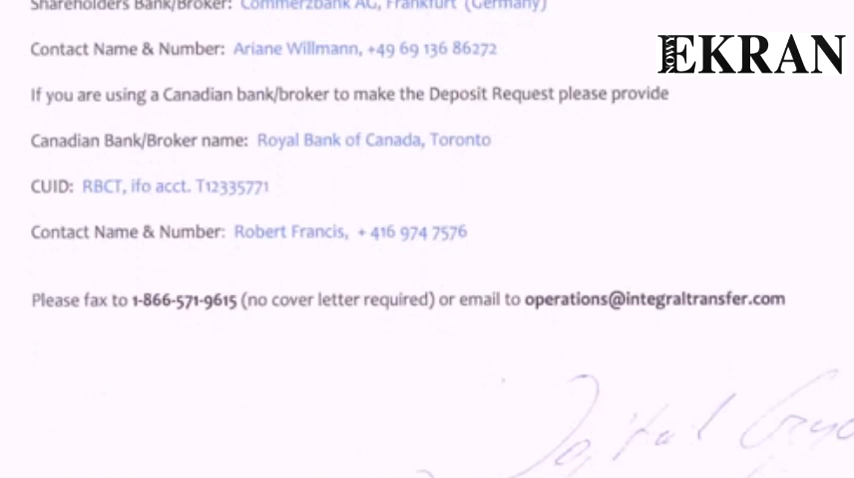 Shareholders Bank/Broker: Commerzbank AG, Frankfurt (Germany)
Contact Name & Number: Ariane Willmann, +49 69 136 86272
NOWY EKRAN
If you are using a Canadian bank/broker to make the Deposit Request please provide
Canadian Bank/Broker name: Royal Bank of Canada, Toronto
CUID: RBCT, ifo acct. T12335771
Contact Name & Number: Robert Francis, + 416 974 7576
Please fax to 1-866-571-9615 (no cover letter required) or email to operations@integraltransfer.com